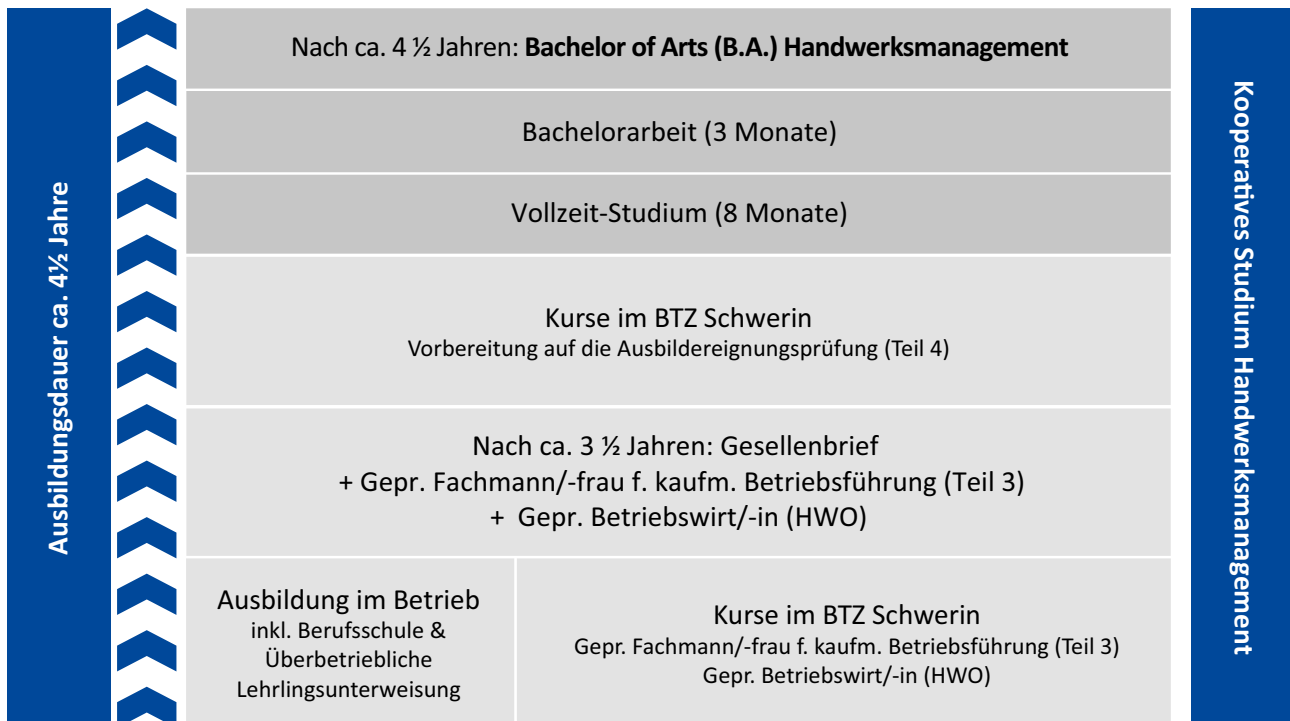 Ausbildungsdauer ca. 4½ Jahre
Nach ca. 4 ½ Jahren: Bachelor of Arts (B.A.) Handwerksmanagement
Bachelorarbeit (3 Monate)
Vollzeit-Studium (8 Monate)
Kurse im BTZ Schwerin
Vorbereitung auf die Ausbildereignungsprüfung (Teil 4)
Nach ca. 3 ½ Jahren: Gesellenbrief
+ Gepr. Fachmann/-frau f. kaufm. Betriebsführung (Teil 3)
+ Gepr. Betriebswirt/-in (HWO)
Ausbildung im Betrieb
inkl. Berufsschule &
Überbetriebliche
Lehrlingsunterweisung
Kurse im BTZ Schwerin
Gepr. Fachmann/-frau f. kaufm. Betriebsführung (Teil 3)
Gepr. Betriebswirt/-in (HWO)
Kooperatives Studium Handwerksmanagement